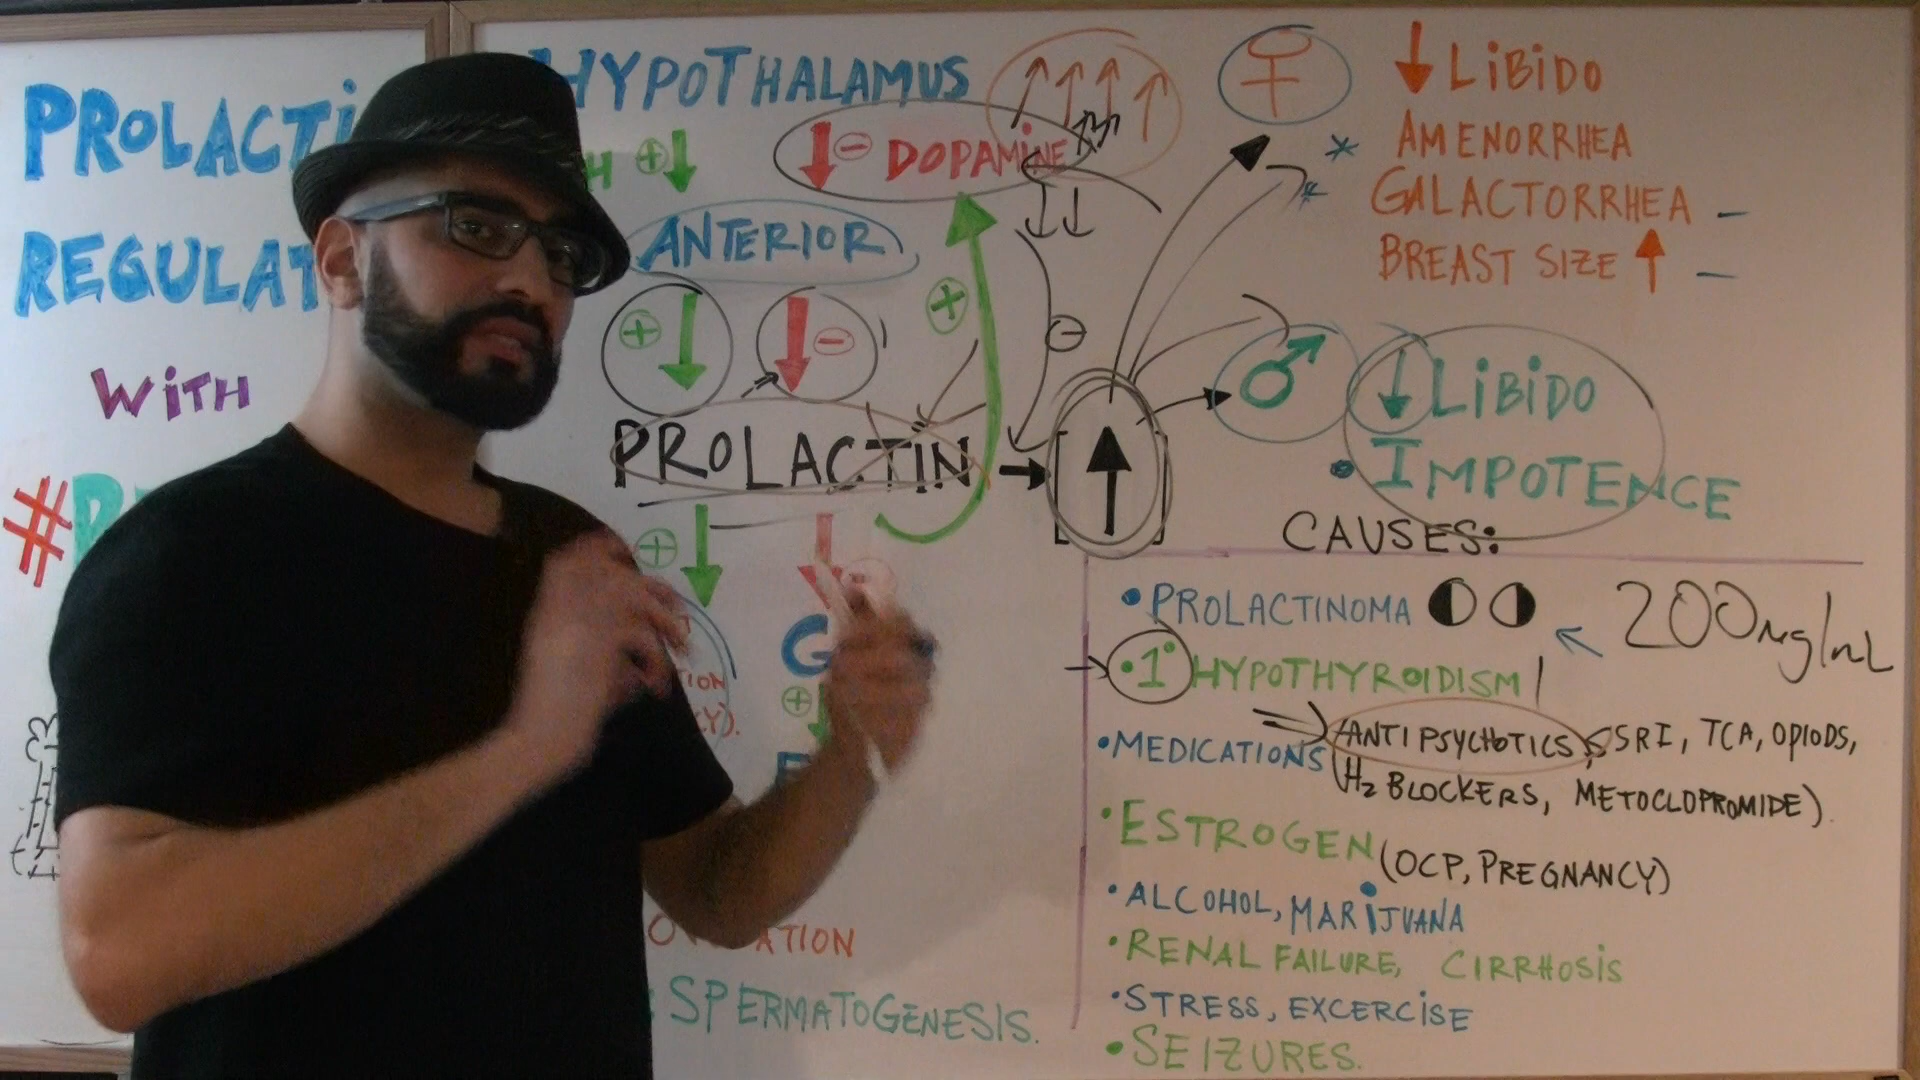 PROLACTI
REGULAT
WITH
#
HYPOTHALAMUS
H + - DOPAMINE
ANTERIOR
+ -
+
-
PROLACTIN
+
↓ LIBIDO
* AMENORRHEA
* GALACTORRHEA -
BREAST SIZE ↑ -
♂ ↓ LIBIDO
• IMPOTENCE
CAUSES:
• PROLACTINOMA 200ng/mL
• 1° HYPOTHYROIDISM
• MEDICATIONS (ANTIPSYCHOTICS, SSRI, TCA, OPIODS,
H2 BLOCKERS, METOCLOPROMIDE).
• ESTROGEN (OCP, PREGNANCY)
• ALCOHOL, MARIJUANA
• RENAL FAILURE, CIRRHOSIS
• STRESS, EXCERCISE
• SEIZURES.
G
+
ATION
SPERMATOGENESIS.